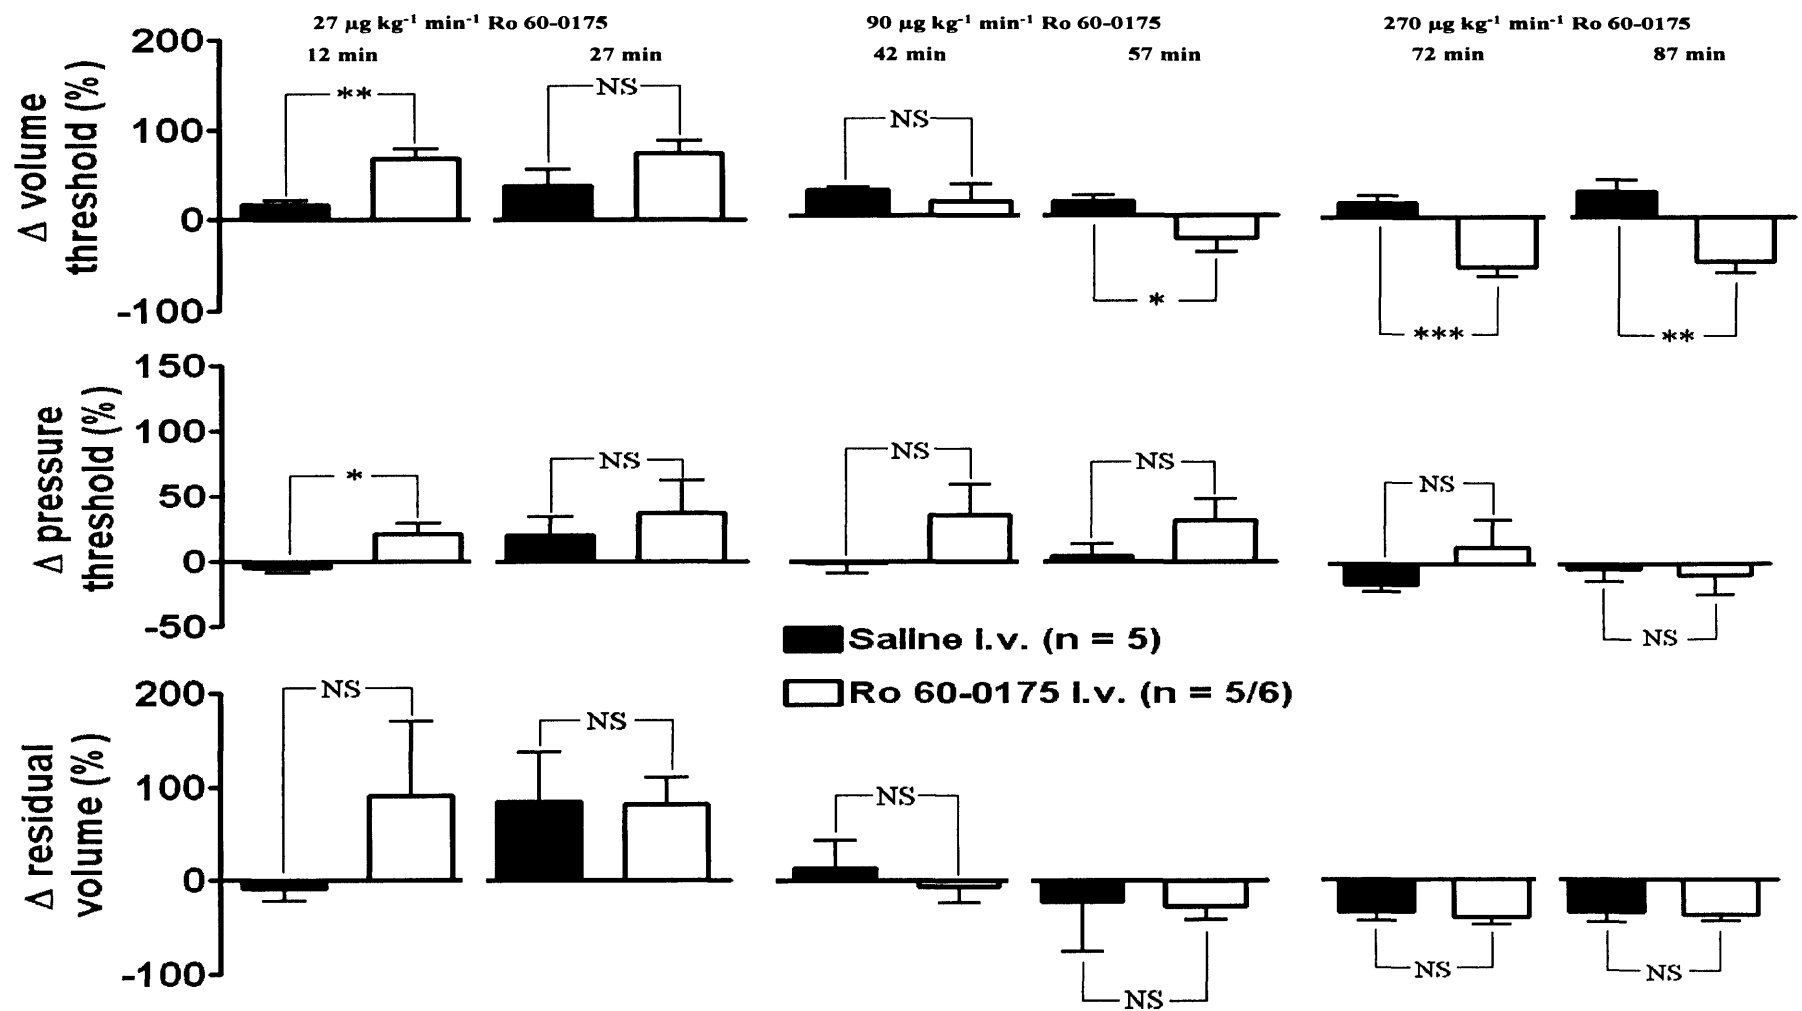 27 µg kg⁻¹ min⁻¹ Ro 60-0175 90 µg kg⁻¹ min⁻¹ Ro 60-0175 270 µg kg⁻¹ min⁻¹ Ro 60-0175
12 min 27 min 42 min 57 min 72 min 87 min
Δ volume
threshold (%)
200
100
0
-100
** NS NS * *** **
Δ pressure
threshold (%)
150
100
50
0
-50
* NS NS NS NS NS
Saline i.v. (n = 5)
Ro 60-0175 i.v. (n = 5/6)
Δ residual
volume (%)
200
100
0
-100
NS NS NS NS NS NS